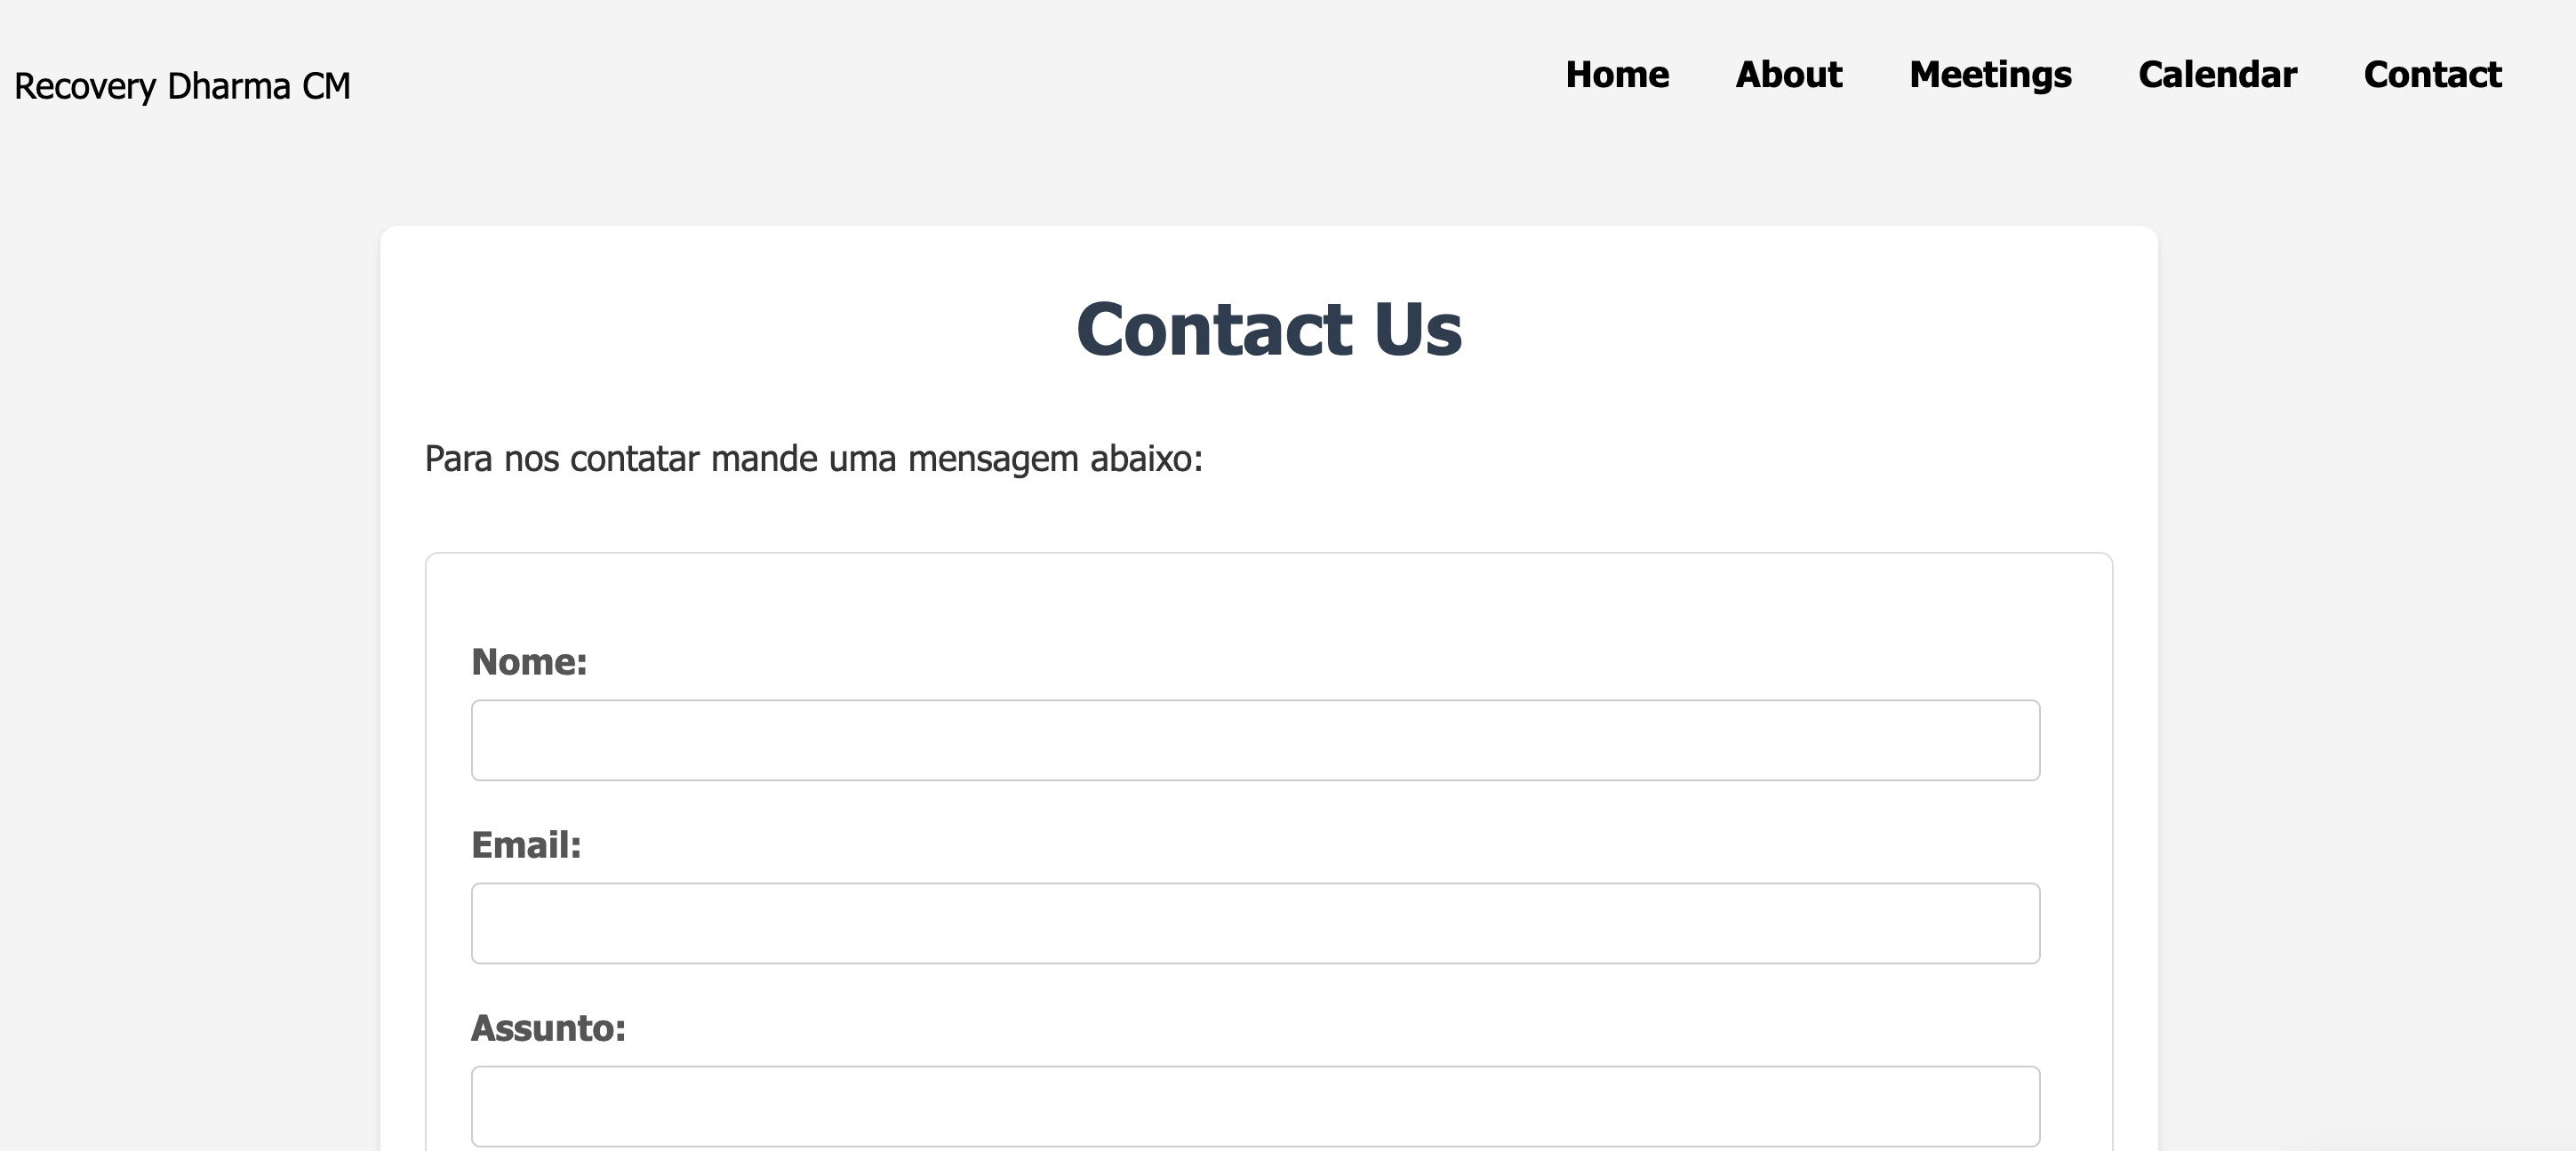 Recovery Dharma CM
Home About Meetings Calendar Contact
Contact Us
Para nos contatar mande uma mensagem abaixo:
Nome:
Email:
Assunto: